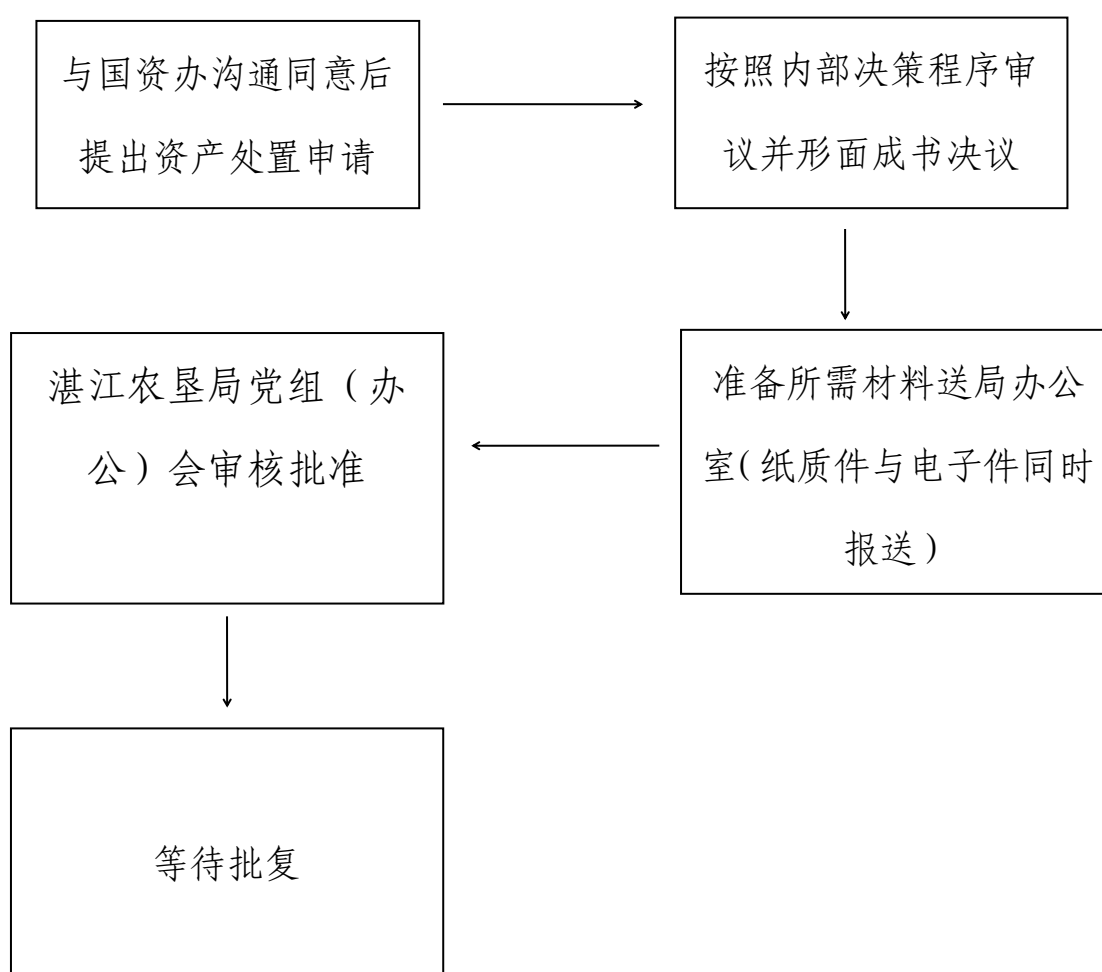 与国资办沟通同意后
提出资产处置申请
按照内部决策程序审
议并形面成书决议
准备所需材料送局办公
室(纸质件与电子件同时
报送)
湛江农垦局党组(办
公)会审核批准
等待批复